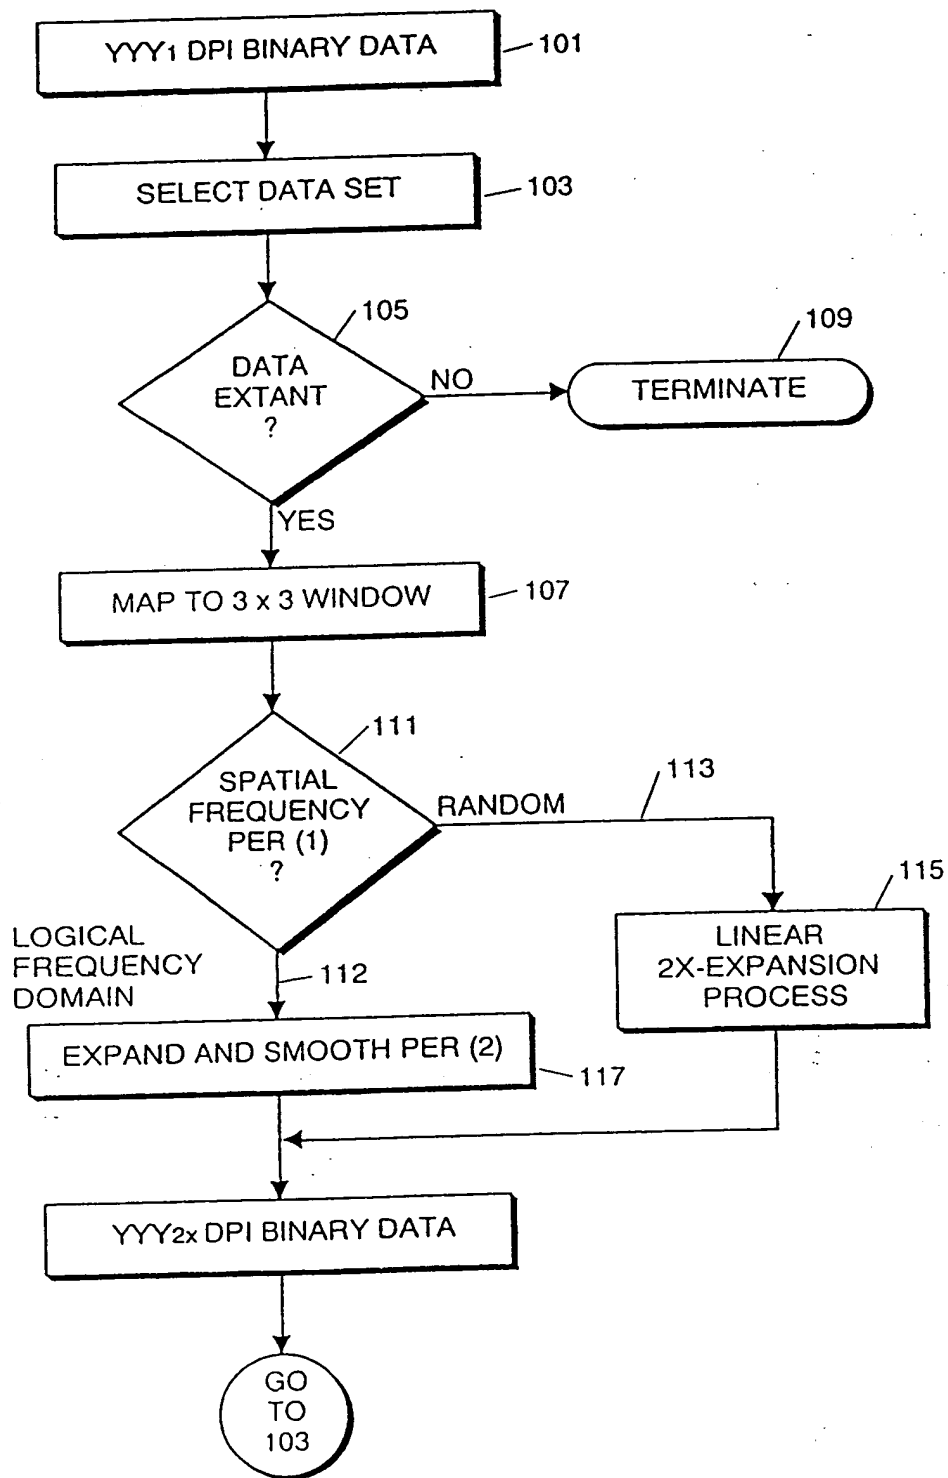 YYY1 DPI BINARY DATA
101
SELECT DATA SET
103
105
DATA
EXTANT
?
NO
109
TERMINATE
YES
MAP TO 3 x 3 WINDOW
107
111
SPATIAL
FREQUENCY
PER (1)
?
RANDOM
113
115
LINEAR
2X-EXPANSION
PROCESS
LOGICAL
FREQUENCY
DOMAIN
112
EXPAND AND SMOOTH PER (2)
117
YYY2x DPI BINARY DATA
GO
TO
103